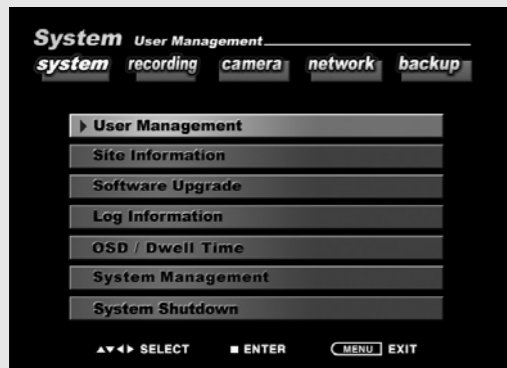 System User Management
system recording camera network backup
User Management
Site Information
Software Upgrade
Log Information
OSD / Dwell Time
System Management
System Shutdown
▲▼◀▶ SELECT ■ ENTER MENU EXIT